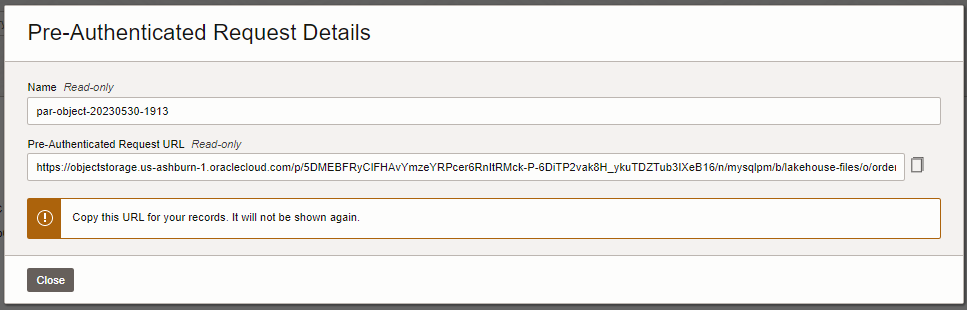 Pre-Authenticated Request Details
Name Read-only
par-object-20230530-1913
Pre-Authenticated Request URL Read-only
https://objectstorage.us-ashburn-1.oraclecloud.com/p/5DMEBFRyClFHAvYmzeYRPcer6RnItRMck-P-6DiTP2vak8H_ykuTDZTub3IXeB16/n/mysqlpm/b/lakehouse-files/o/order
Copy this URL for your records. It will not be shown again.
Close